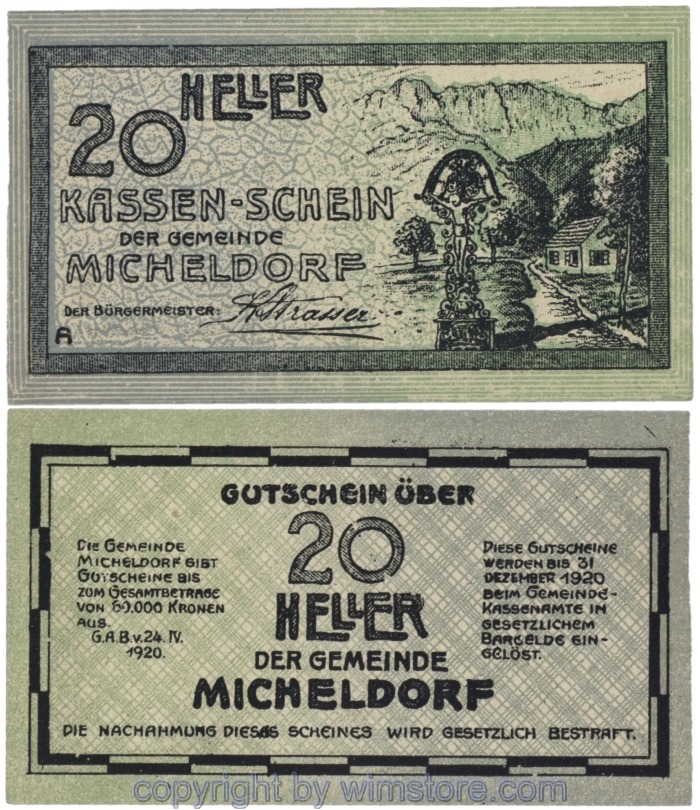 HELLER
20
KASSEN-SCHEIN
DER GEMEINDE
MICHELDORF
DER BÜRGERMEISTER: A Strasser
A
GUTSCHEIN ÜBER
20
HELLER
DER GEMEINDE
MICHELDORF
DIE GEMEINDE
MICHELDORF GIBT
GUTSCHEINE BIS
ZUM GESAMTBETRAGE
VON 60.000 KRONEN
AUS.
G.A.B.v.24.IV.
1920.
DIESE GUTSCHEINE
WERDEN BIS 31
DEZEMBER 1920
BEIM GEMEINDE-
KASSENAMTE IN
GESETZLICHEM
BARGELDE EIN-
GELÖST.
DIE NACHAHMUNG DIESES SCHEINES WIRD GESETZLICH BESTRAFT.
copyright by wimstore.com